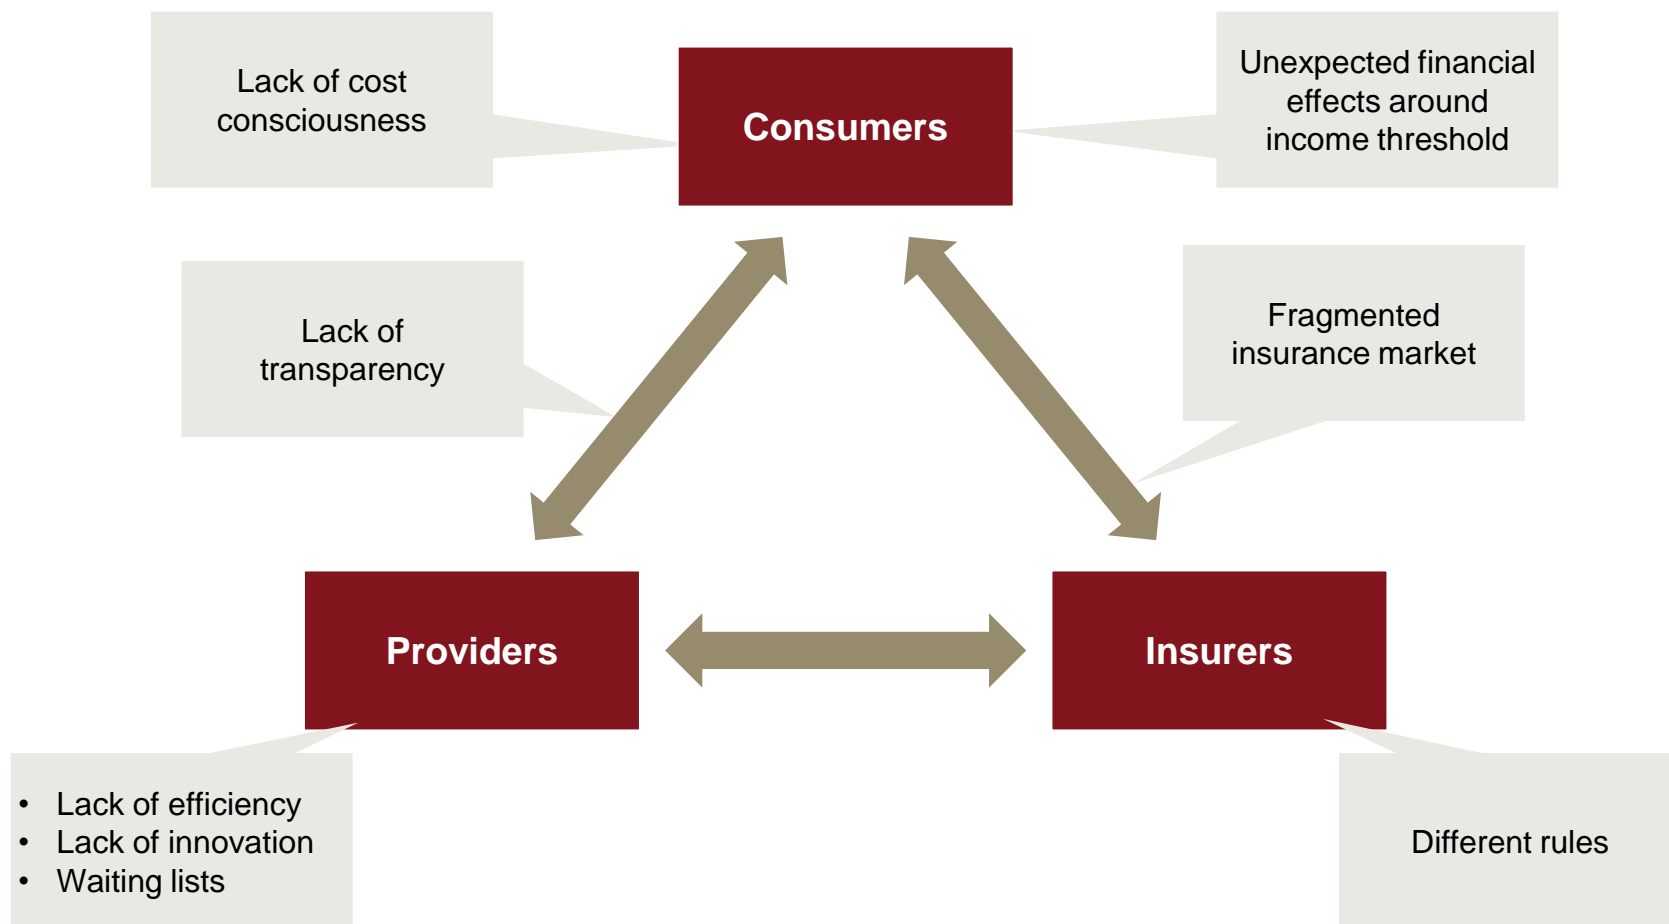 Lack of cost
consciousness
Consumers
Unexpected financial
effects around
income threshold
Lack of
transparency
Fragmented
insurance market
Providers
Insurers
• Lack of efficiency
• Lack of innovation
• Waiting lists
Different rules